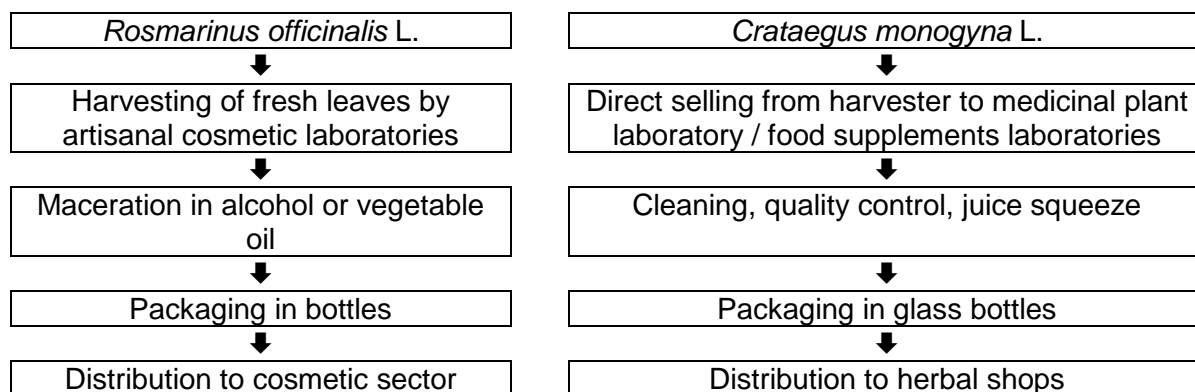 Rosmarinus officinalis L.
Harvesting of fresh leaves by
artisanal cosmetic laboratories
Maceration in alcohol or vegetable
oil
Packaging in bottles
Distribution to cosmetic sector
Crataegus monogyna L.
Direct selling from harvester to medicinal plant
laboratory / food supplements laboratories
Cleaning, quality control, juice squeeze
Packaging in glass bottles
Distribution to herbal shops